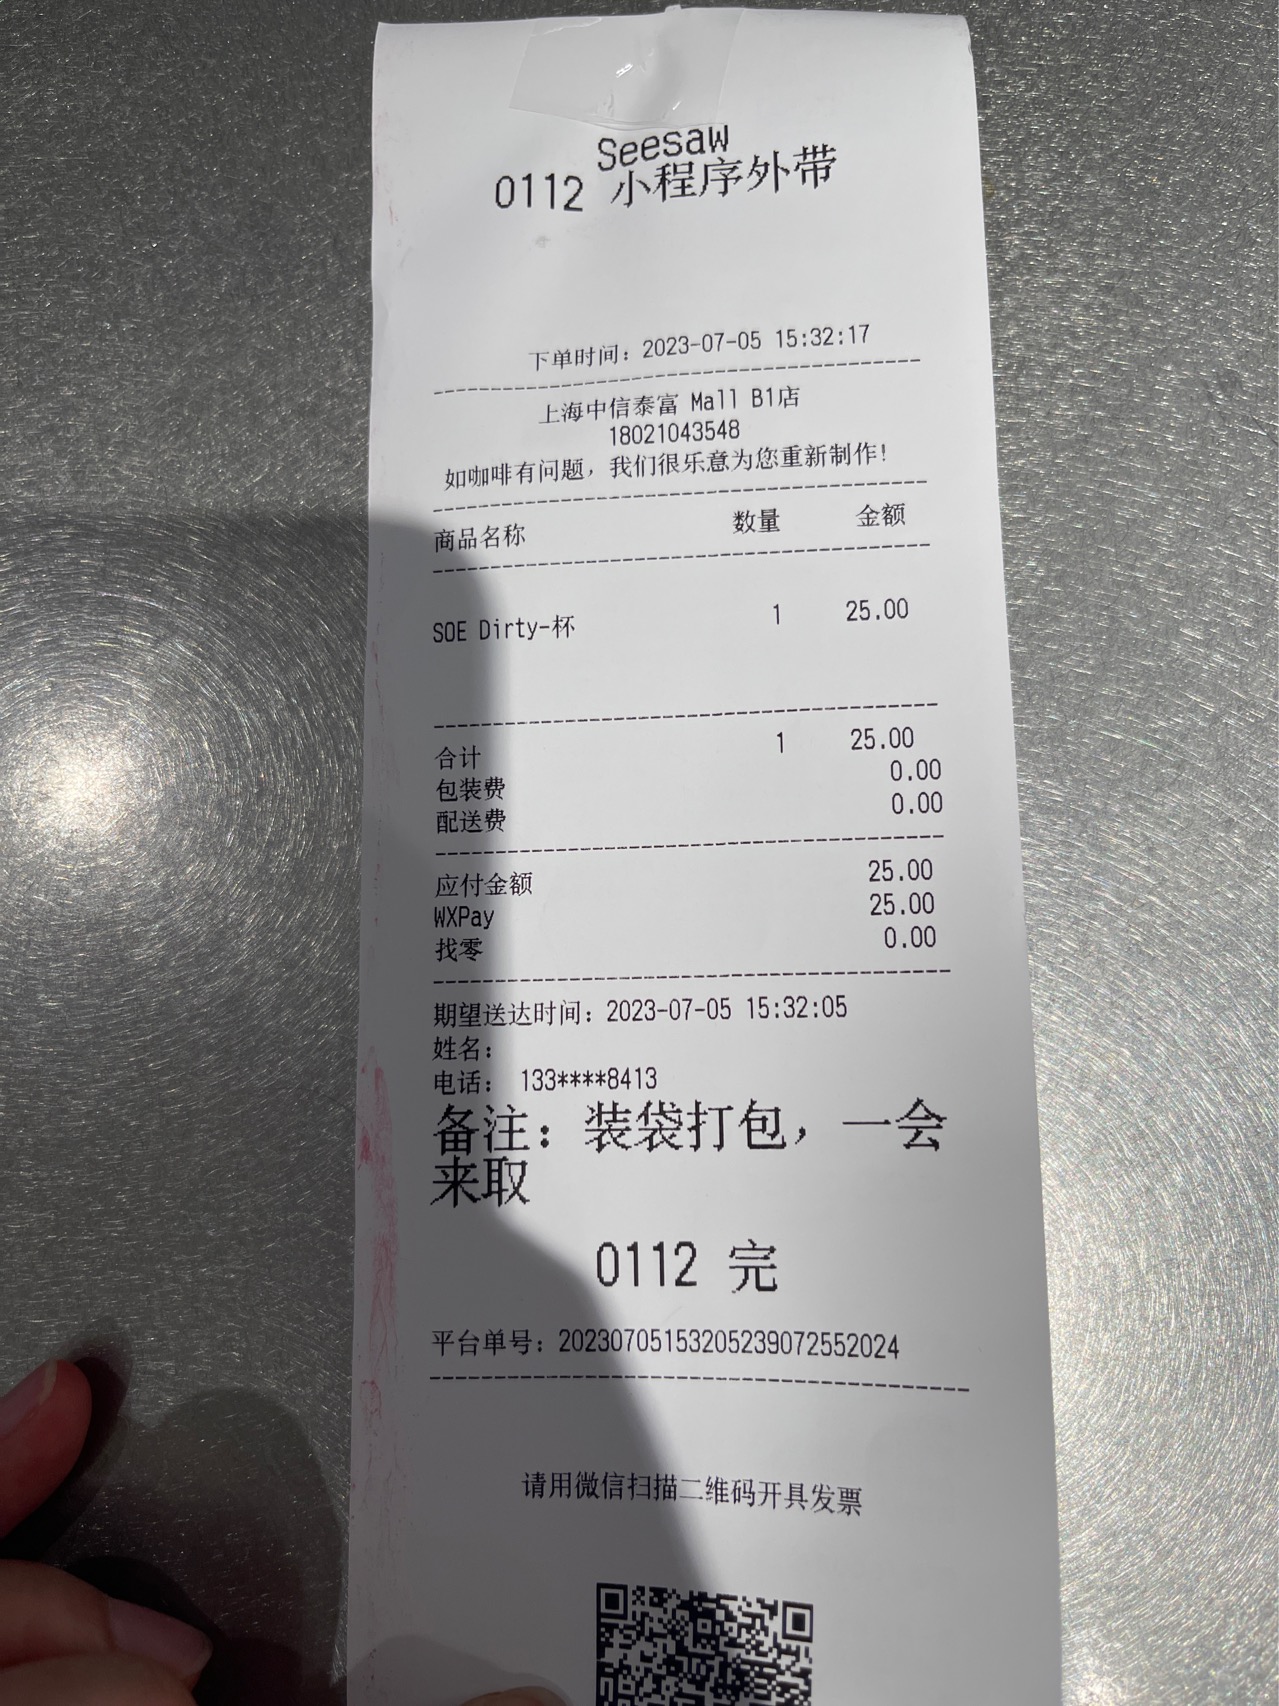 Seesaw
0112 小程序外带
下单时间：2023-07-05 15:32:17
上海中信泰富 Mall B1店
18021043548
如咖啡有问题，我们很乐意为您重新制作！
商品名称 数量 金额
SOE Dirty-杯 1 25.00
合计 1 25.00
包装费 0.00
配送费 0.00
应付金额 25.00
WXPay 25.00
找零 0.00
期望送达时间：2023-07-05 15:32:05
姓名：
电话： 133****8413
备注：装袋打包，一会
来取
0112 完
平台单号：202307051532052390725520​24
请用微信扫描二维码开具发票